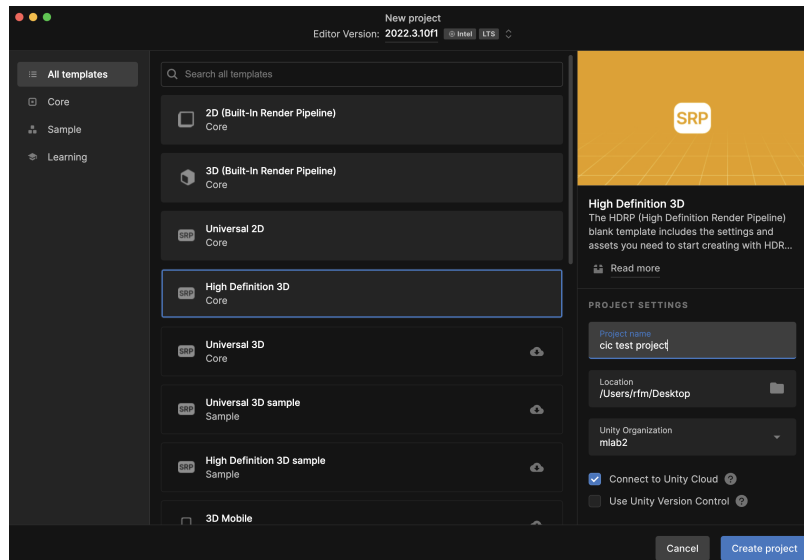 New project
Editor Version: 2022.3.10f1 Intel LTS
All templates
Core
Sample
Learning
Search all templates
2D (Built-In Render Pipeline)
Core
3D (Built-In Render Pipeline)
Core
Universal 2D
Core
SRP
High Definition 3D
Core
SRP
Universal 3D
Core
SRP
Universal 3D sample
Sample
SRP
High Definition 3D sample
Sample
SRP
3D Mobile
SRP
High Definition 3D
The HDRP (High Definition Render Pipeline)
blank template includes the settings and
assets you need to start creating with HDR...
Read more
PROJECT SETTINGS
Project name
cic test project
Location
/Users/rfm/Desktop
Unity Organization
mlab2
Connect to Unity Cloud ?
Use Unity Version Control ?
Cancel
Create project